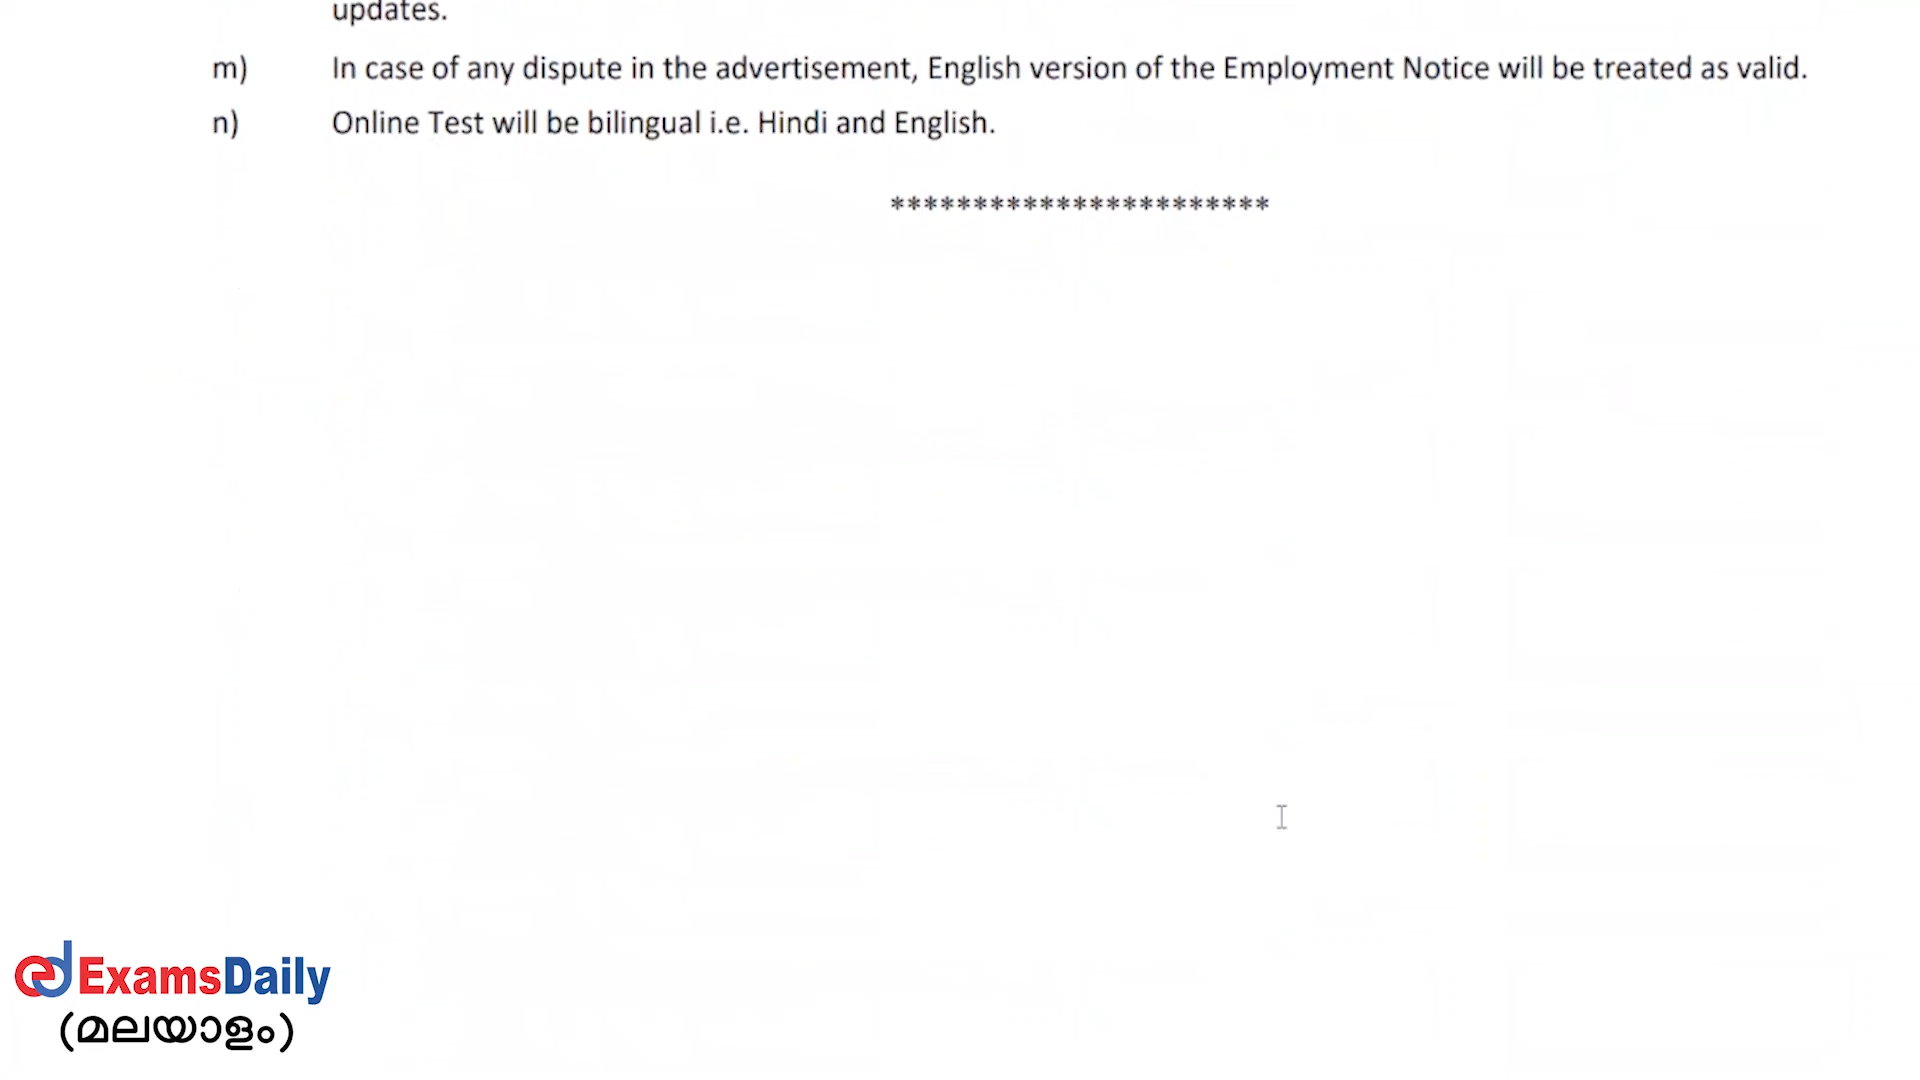 updates.
m) In case of any dispute in the advertisement, English version of the Employment Notice will be treated as valid.
n) Online Test will be bilingual i.e. Hindi and English.
***********************
ed ExamsDaily
(മലയാളം)